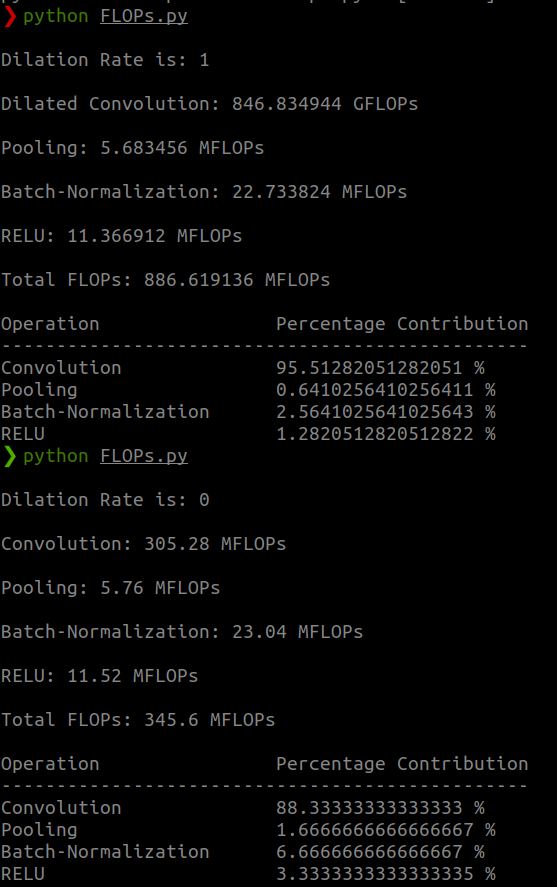 ❯ python FLOPs.py
Dilation Rate is: 1
Dilated Convolution: 846.834944 GFLOPs
Pooling: 5.683456 MFLOPs
Batch-Normalization: 22.733824 MFLOPs
RELU: 11.366912 MFLOPs
Total FLOPs: 886.619136 MFLOPs
Operation Percentage Contribution
------------------------------------------------
Convolution 95.51282051282051 %
Pooling 0.6410256410256411 %
Batch-Normalization 2.5641025641025643 %
RELU 1.2820512820512822 %
❯ python FLOPs.py
Dilation Rate is: 0
Convolution: 305.28 MFLOPs
Pooling: 5.76 MFLOPs
Batch-Normalization: 23.04 MFLOPs
RELU: 11.52 MFLOPs
Total FLOPs: 345.6 MFLOPs
Operation Percentage Contribution
------------------------------------------------
Convolution 88.33333333333333 %
Pooling 1.6666666666666667 %
Batch-Normalization 6.666666666666667 %
RELU 3.3333333333333335 %